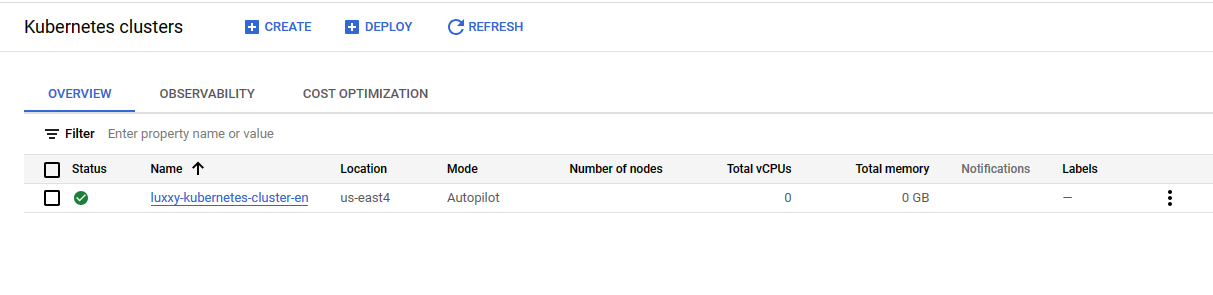 Kubernetes clusters CREATE DEPLOY REFRESH
OVERVIEW OBSERVABILITY COST OPTIMIZATION
Filter Enter property name or value
Status Name Location Mode Number of nodes Total vCPUs Total memory Notifications Labels
luxxy-kubernetes-cluster-en us-east4 Autopilot 0 0 GB —